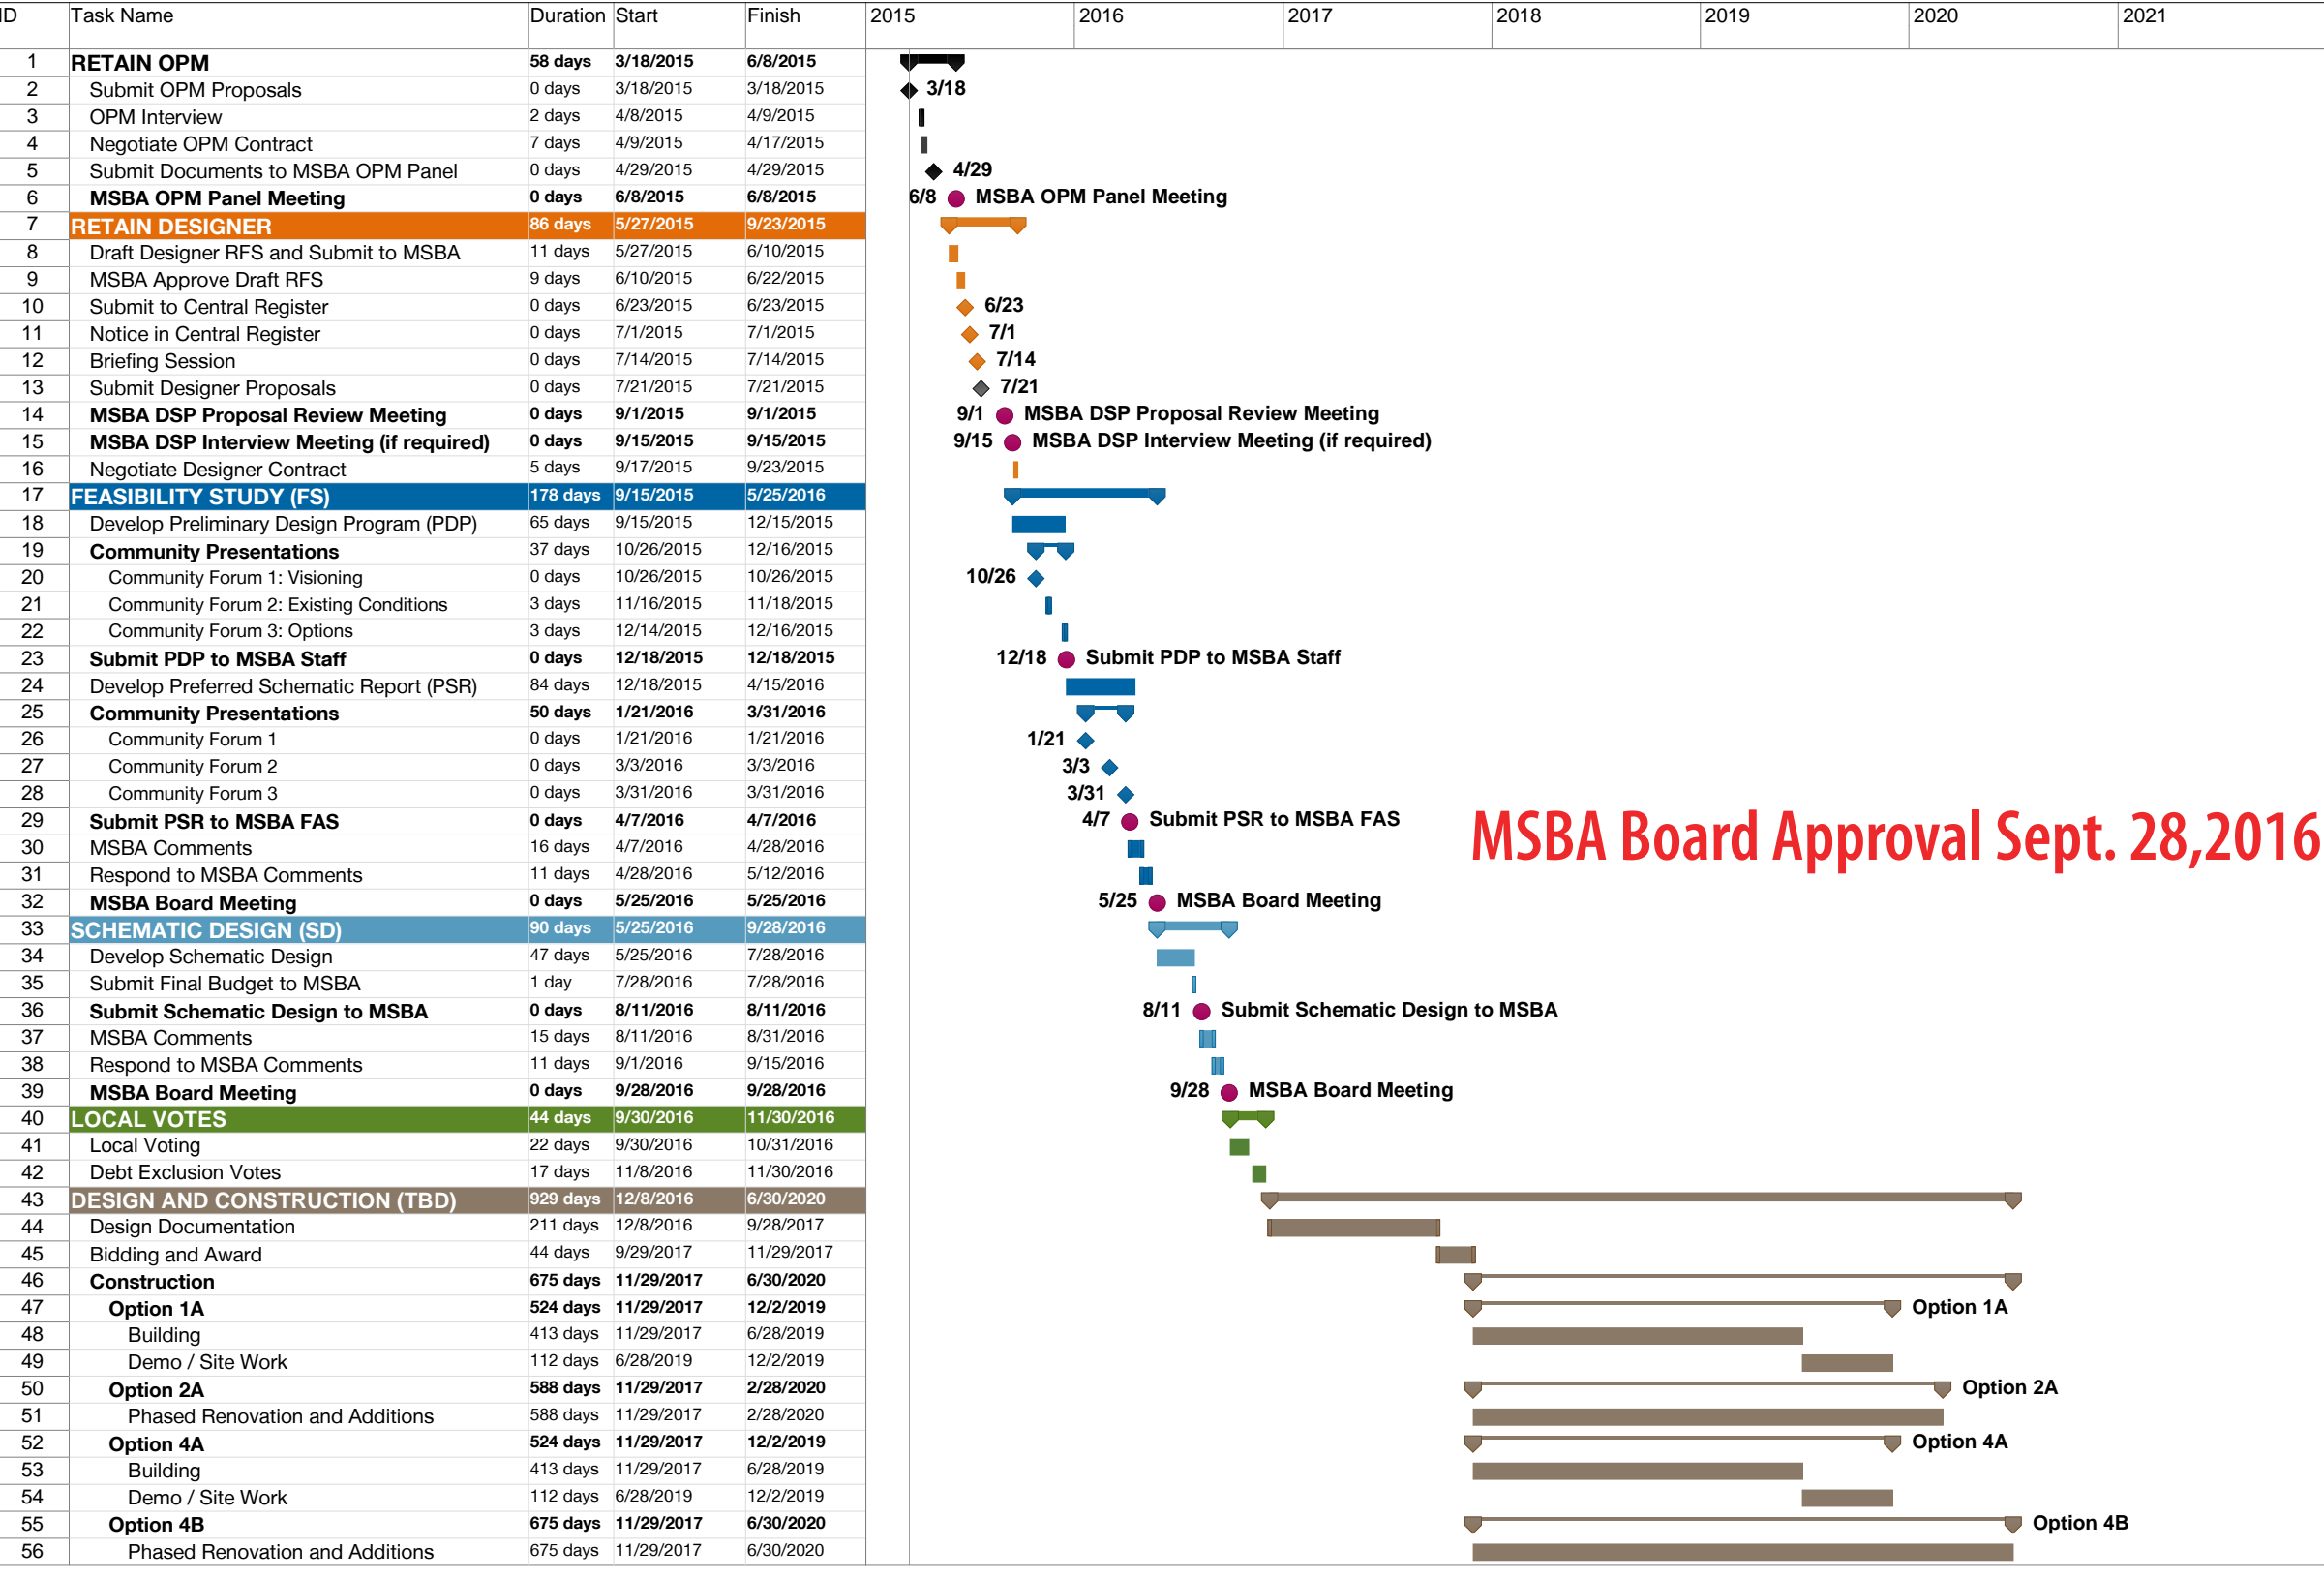 ID Task Name Duration Start Finish 2015 2016 2017 2018 2019 2020 2021
1 RETAIN OPM 58 days 3/18/2015 6/8/2015
2 Submit OPM Proposals 0 days 3/18/2015 3/18/2015 3/18
3 OPM Interview 2 days 4/8/2015 4/9/2015
4 Negotiate OPM Contract 7 days 4/9/2015 4/17/2015
5 Submit Documents to MSBA OPM Panel 0 days 4/29/2015 4/29/2015 4/29
6 MSBA OPM Panel Meeting 0 days 6/8/2015 6/8/2015 6/8 MSBA OPM Panel Meeting
7 RETAIN DESIGNER 86 days 5/27/2015 9/23/2015
8 Draft Designer RFS and Submit to MSBA 11 days 5/27/2015 6/10/2015
9 MSBA Approve Draft RFS 9 days 6/10/2015 6/22/2015
10 Submit to Central Register 0 days 6/23/2015 6/23/2015 6/23
11 Notice in Central Register 0 days 7/1/2015 7/1/2015 7/1
12 Briefing Session 0 days 7/14/2015 7/14/2015 7/14
13 Submit Designer Proposals 0 days 7/21/2015 7/21/2015 7/21
14 MSBA DSP Proposal Review Meeting 0 days 9/1/2015 9/1/2015 9/1 MSBA DSP Proposal Review Meeting
15 MSBA DSP Interview Meeting (if required) 0 days 9/15/2015 9/15/2015 9/15 MSBA DSP Interview Meeting (if required)
16 Negotiate Designer Contract 5 days 9/17/2015 9/23/2015
17 FEASIBILITY STUDY (FS) 178 days 9/15/2015 5/25/2016
18 Develop Preliminary Design Program (PDP) 65 days 9/15/2015 12/15/2015
19 Community Presentations 37 days 10/26/2015 12/16/2015
20 Community Forum 1: Visioning 0 days 10/26/2015 10/26/2015 10/26
21 Community Forum 2: Existing Conditions 3 days 11/16/2015 11/18/2015
22 Community Forum 3: Options 3 days 12/14/2015 12/16/2015
23 Submit PDP to MSBA Staff 0 days 12/18/2015 12/18/2015 12/18 Submit PDP to MSBA Staff
24 Develop Preferred Schematic Report (PSR) 84 days 12/18/2015 4/15/2016
25 Community Presentations 50 days 1/21/2016 3/31/2016
26 Community Forum 1 0 days 1/21/2016 1/21/2016 1/21
27 Community Forum 2 0 days 3/3/2016 3/3/2016 3/3
28 Community Forum 3 0 days 3/31/2016 3/31/2016 3/31
29 Submit PSR to MSBA FAS 0 days 4/7/2016 4/7/2016 4/7 Submit PSR to MSBA FAS
MSBA Board Approval Sept. 28,2016
30 MSBA Comments 16 days 4/7/2016 4/28/2016
31 Respond to MSBA Comments 11 days 4/28/2016 5/12/2016
32 MSBA Board Meeting 0 days 5/25/2016 5/25/2016 5/25 MSBA Board Meeting
33 SCHEMATIC DESIGN (SD) 90 days 5/25/2016 9/28/2016
34 Develop Schematic Design 47 days 5/25/2016 7/28/2016
35 Submit Final Budget to MSBA 1 day 7/28/2016 7/28/2016
36 Submit Schematic Design to MSBA 0 days 8/11/2016 8/11/2016 8/11 Submit Schematic Design to MSBA
37 MSBA Comments 15 days 8/11/2016 8/31/2016
38 Respond to MSBA Comments 11 days 9/1/2016 9/15/2016
39 MSBA Board Meeting 0 days 9/28/2016 9/28/2016 9/28 MSBA Board Meeting
40 LOCAL VOTES 44 days 9/30/2016 11/30/2016
41 Local Voting 22 days 9/30/2016 10/31/2016
42 Debt Exclusion Votes 17 days 11/8/2016 11/30/2016
43 DESIGN AND CONSTRUCTION (TBD) 929 days 12/8/2016 6/30/2020
44 Design Documentation 211 days 12/8/2016 9/28/2017
45 Bidding and Award 44 days 9/29/2017 11/29/2017
46 Construction 675 days 11/29/2017 6/30/2020
47 Option 1A 524 days 11/29/2017 12/2/2019 Option 1A
48 Building 413 days 11/29/2017 6/28/2019
49 Demo / Site Work 112 days 6/28/2019 12/2/2019
50 Option 2A 588 days 11/29/2017 2/28/2020 Option 2A
51 Phased Renovation and Additions 588 days 11/29/2017 2/28/2020
52 Option 4A 524 days 11/29/2017 12/2/2019 Option 4A
53 Building 413 days 11/29/2017 6/28/2019
54 Demo / Site Work 112 days 6/28/2019 12/2/2019
55 Option 4B 675 days 11/29/2017 6/30/2020 Option 4B
56 Phased Renovation and Additions 675 days 11/29/2017 6/30/2020